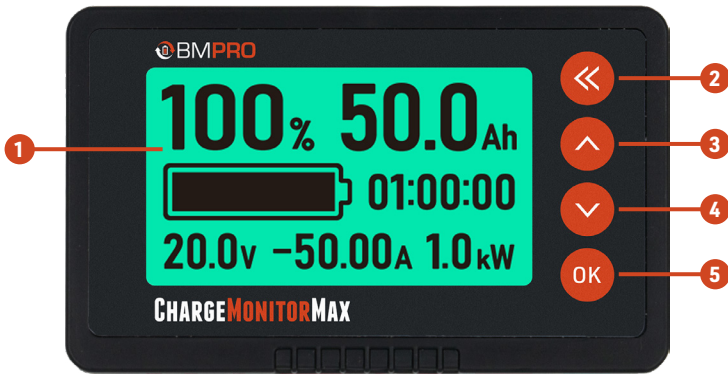 BMPRO
2
100% 50.0Ah
3
1
01:00:00
4
20.0V -50.00A 1.0kW
OK
5
CHARGEMONITORMAX